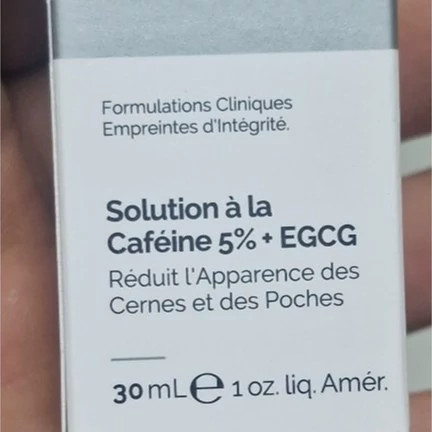 Formulations Cliniques
Empreintes d'Intégrité.
Solution à la
Caféine 5% + EGCG
Réduit l'Apparence des
Cernes et des Poches
30 mL ℮ 1 oz. liq. Amér.